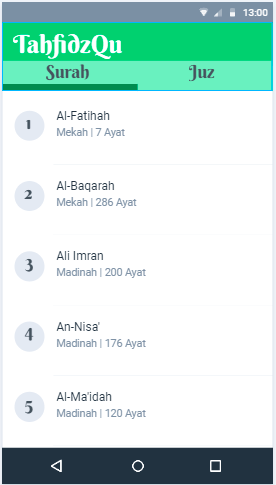 13:00
TahfidzQu
Surah Juz
1
Al-Fatihah
Mekah | 7 Ayat
2
Al-Baqarah
Mekah | 286 Ayat
3
Ali Imran
Madinah | 200 Ayat
4
An-Nisa'
Madinah | 176 Ayat
5
Al-Ma'idah
Madinah | 120 Ayat